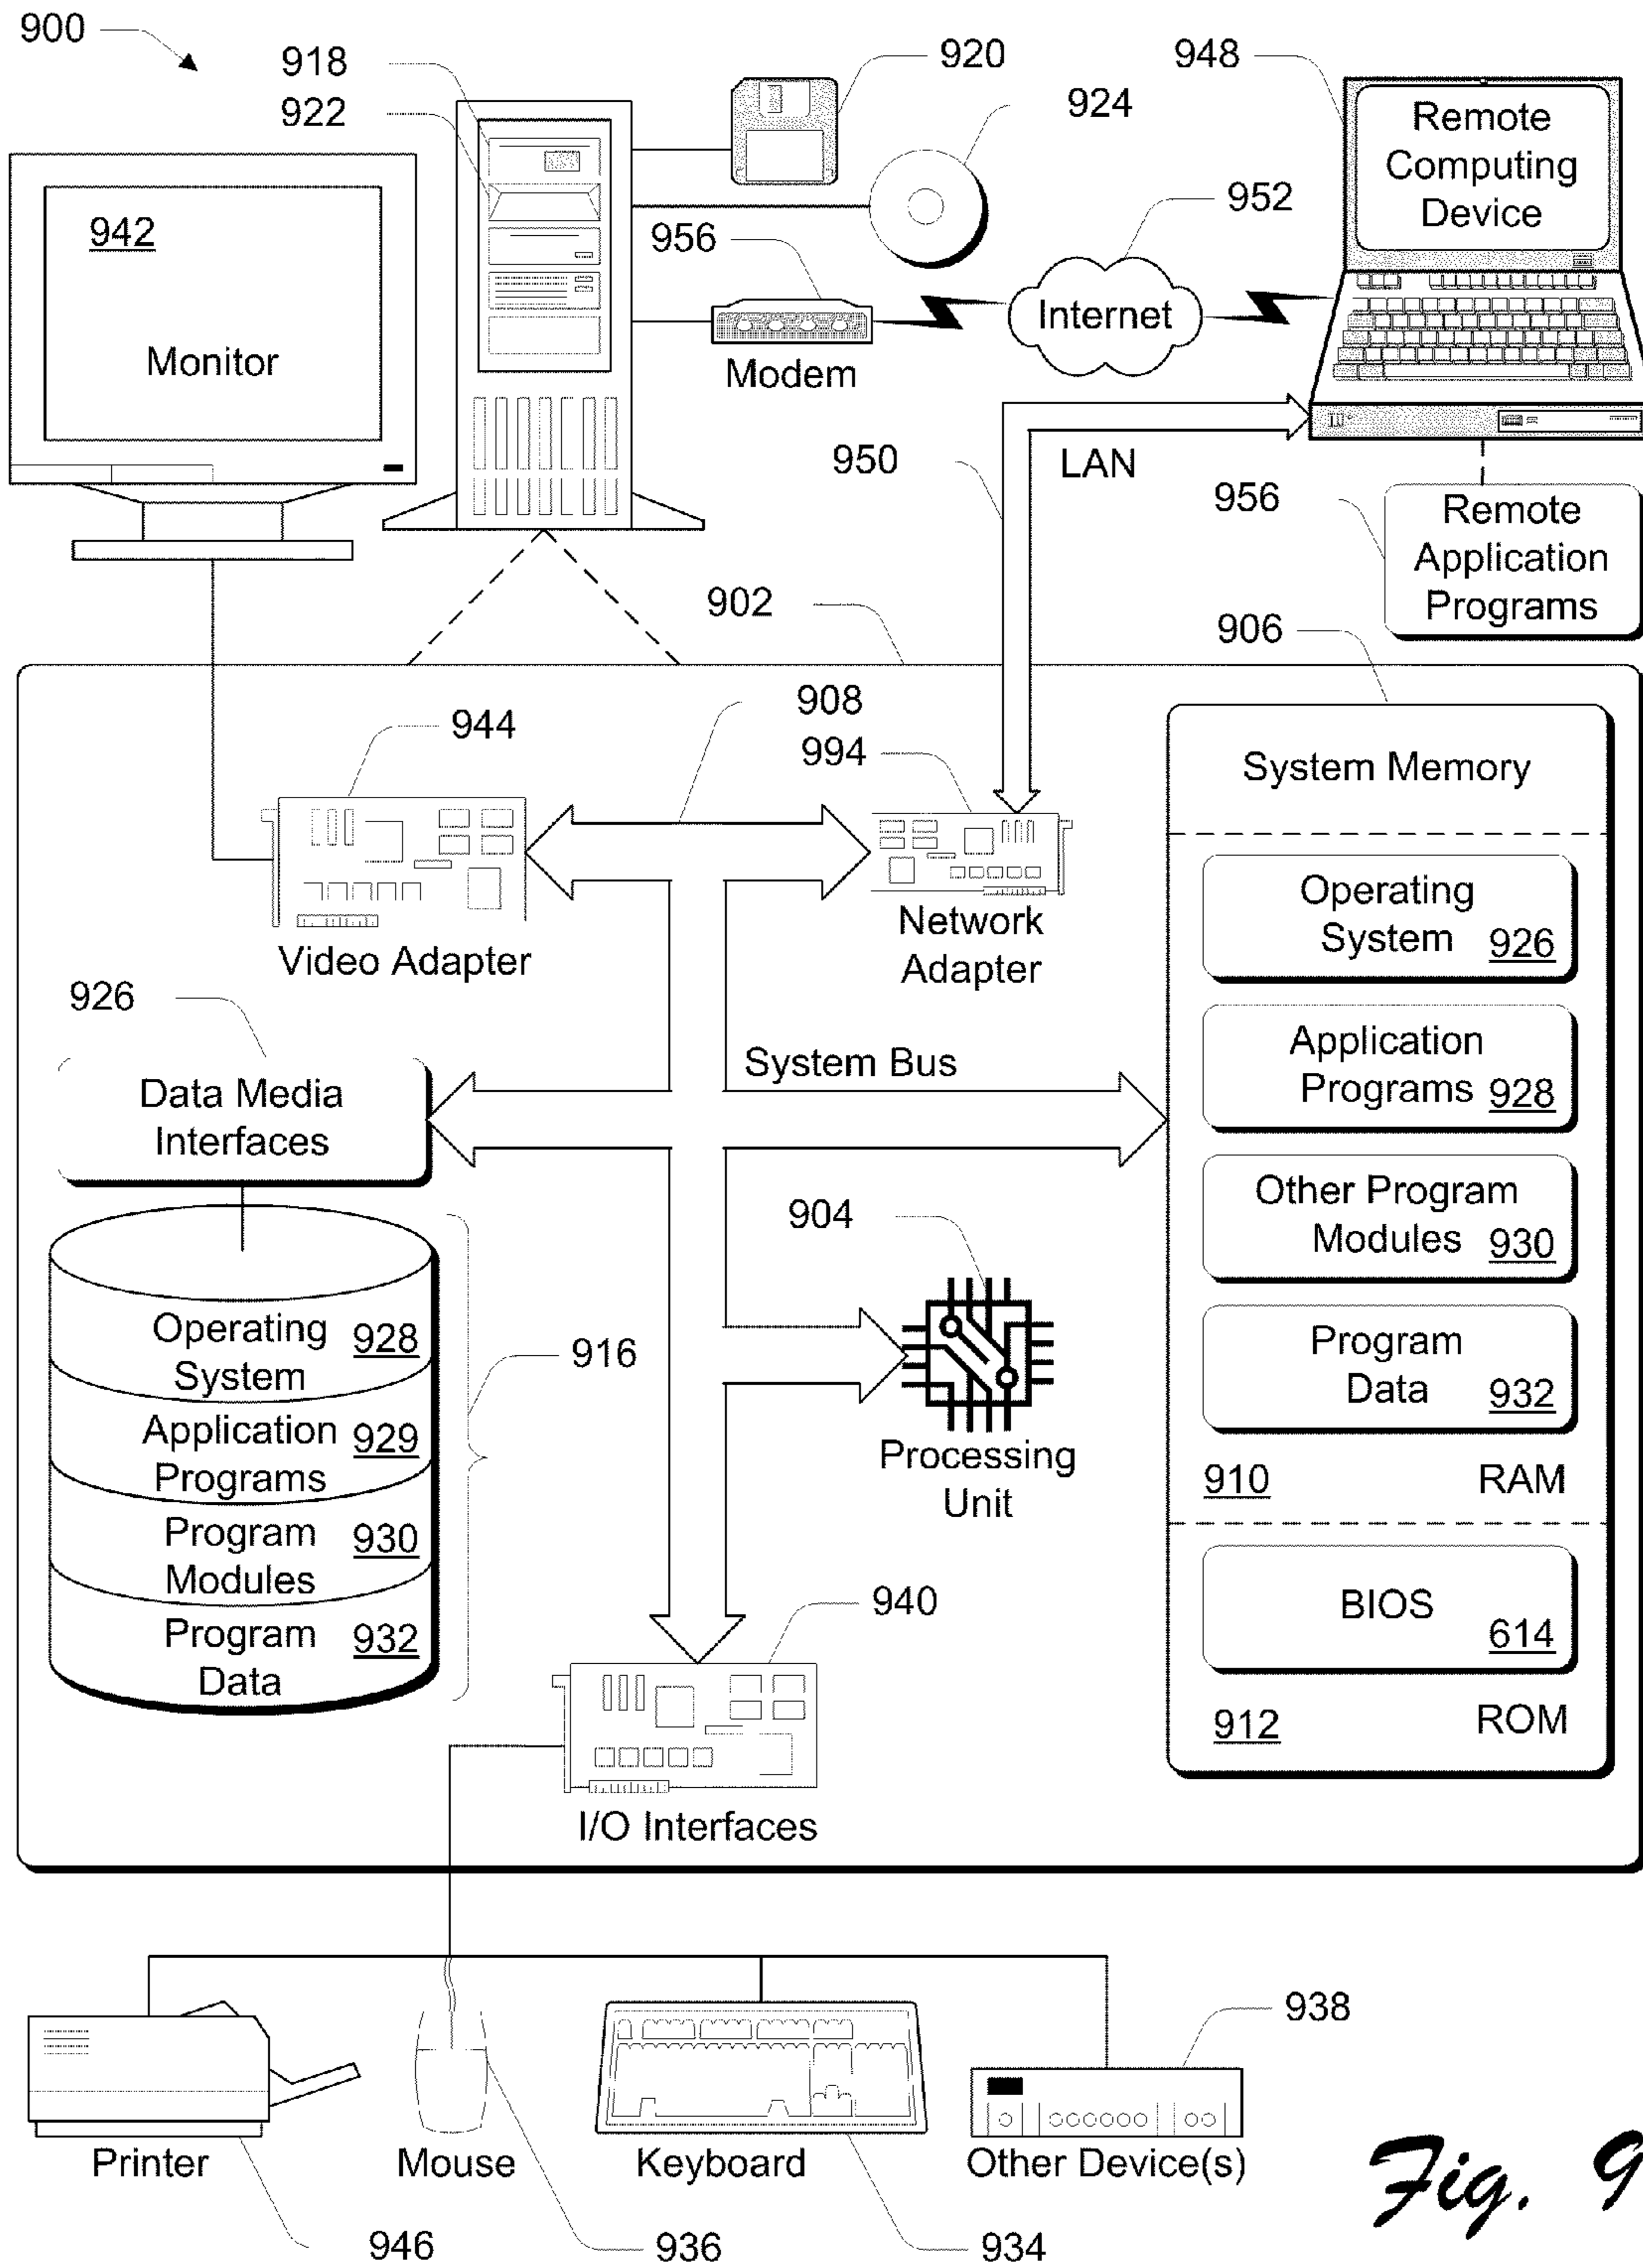 900
918
922
920
924
948
Remote
Computing
Device
942
Monitor
956
Modem
952
Internet
950
LAN
956
Remote
Application
Programs
902
906
908
944
994
Video Adapter
Network
Adapter
System Memory
Operating
System 926
Application
Programs 928
Other Program
Modules 930
Program
Data 932
910 RAM
BIOS
614
912 ROM
926
Data Media
Interfaces
System Bus
904
Processing
Unit
Operating
System 928
Application
Programs 929
Program
Modules 930
Program
Data 932
916
940
I/O Interfaces
938
Printer
Mouse
Keyboard
Other Device(s)
946
936
934
Fig. 9